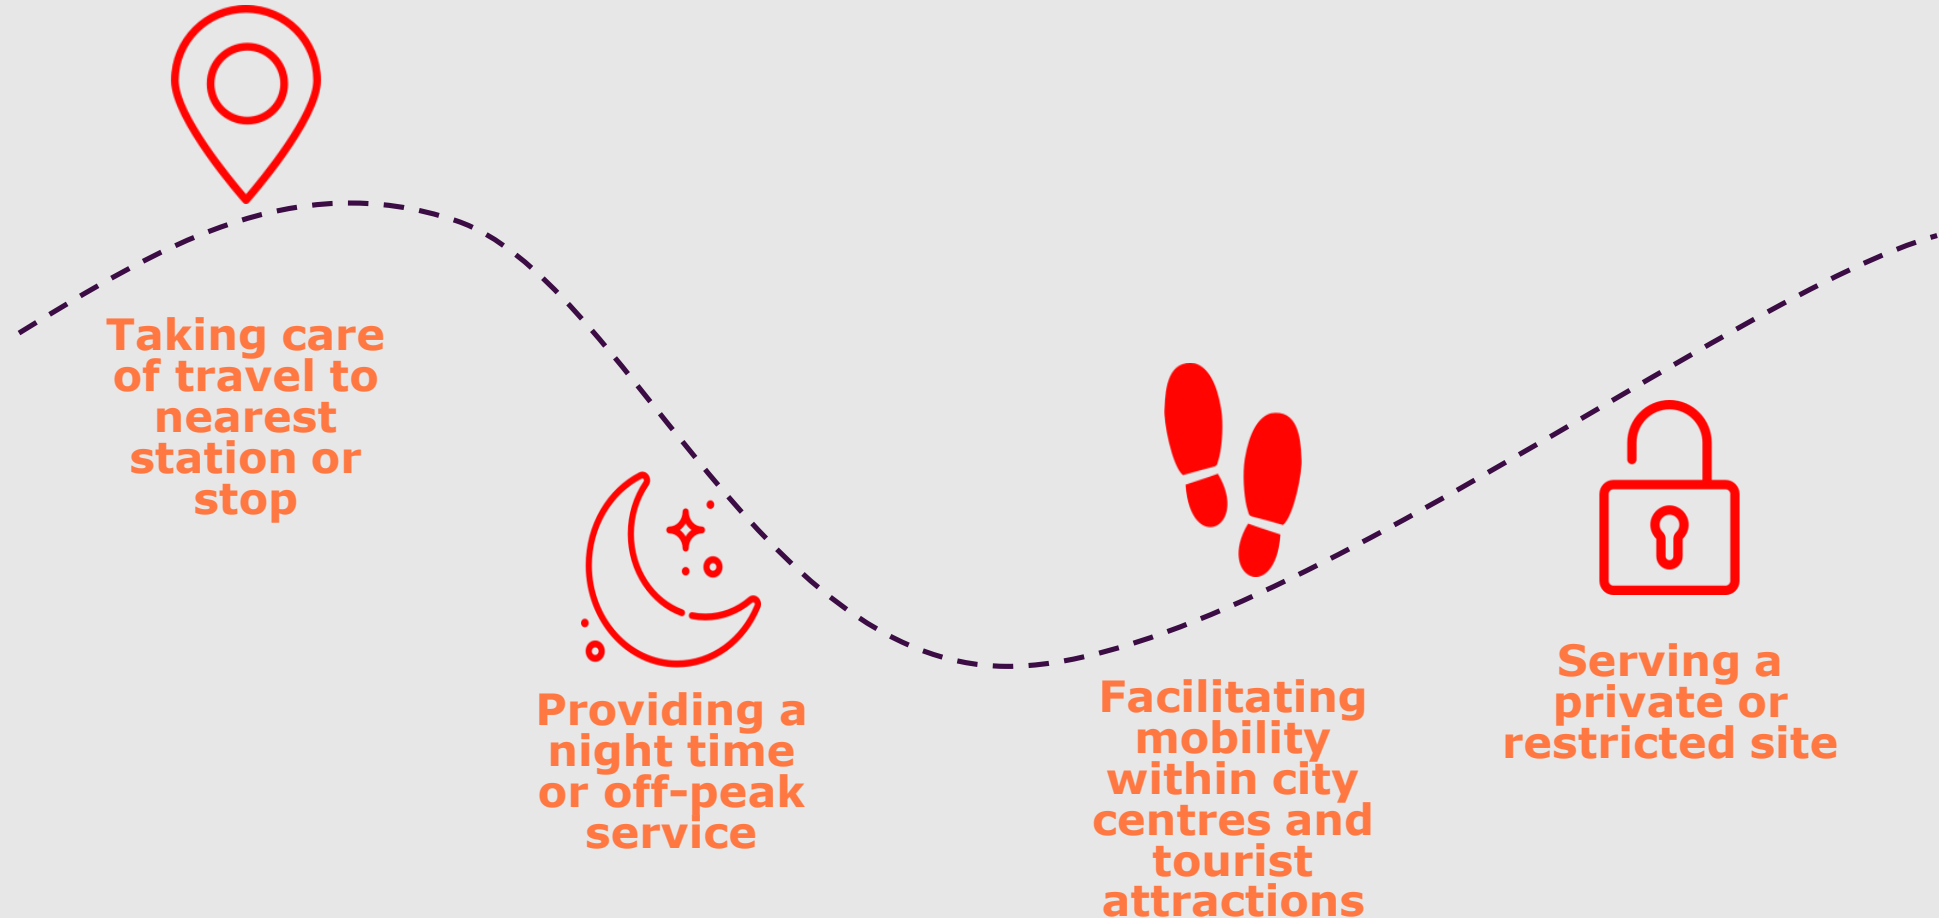 Taking care
of travel to
nearest
station or
stop
Providing a
night time
or off-peak
service
Facilitating
mobility
within city
centres and
tourist
attractions
Serving a
private or
restricted site